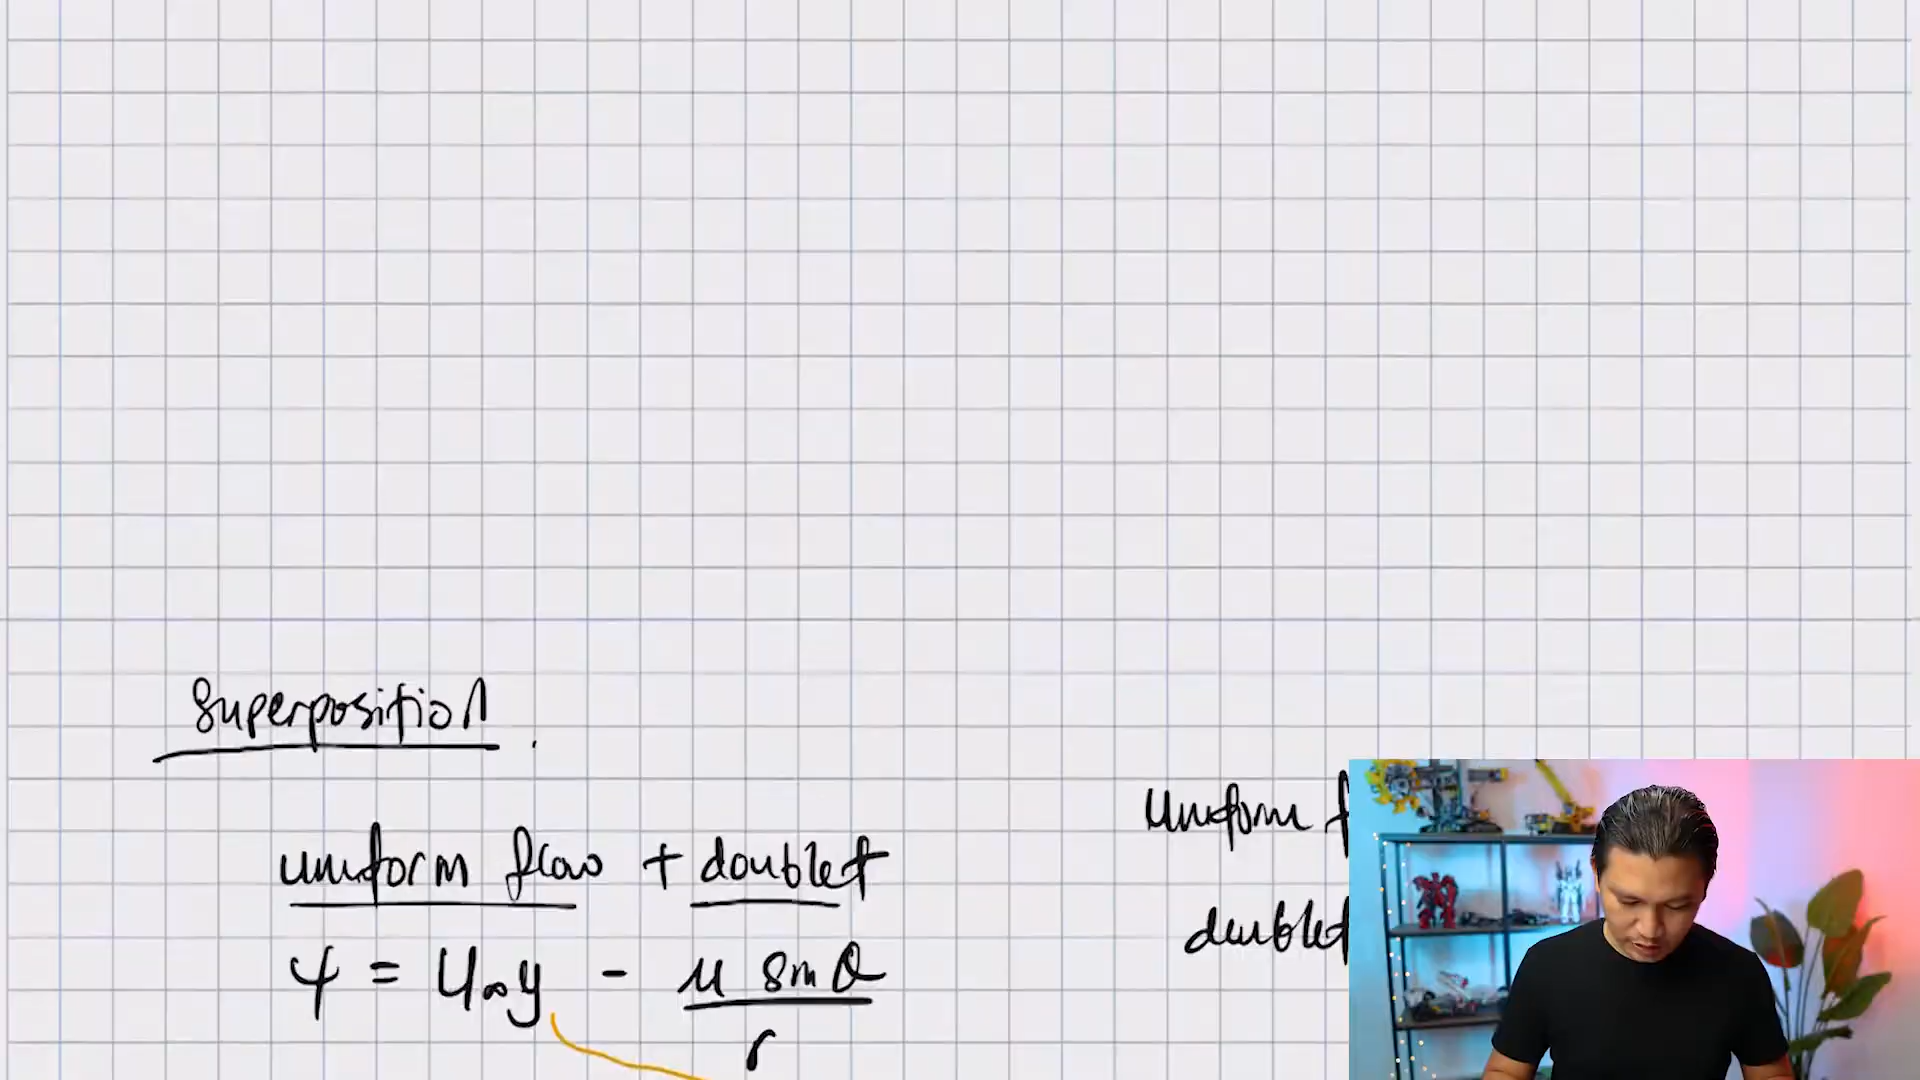 Superposition
uniform flow + doublet
ψ = U∞y - μ sin θ / r
uniform f
doublet